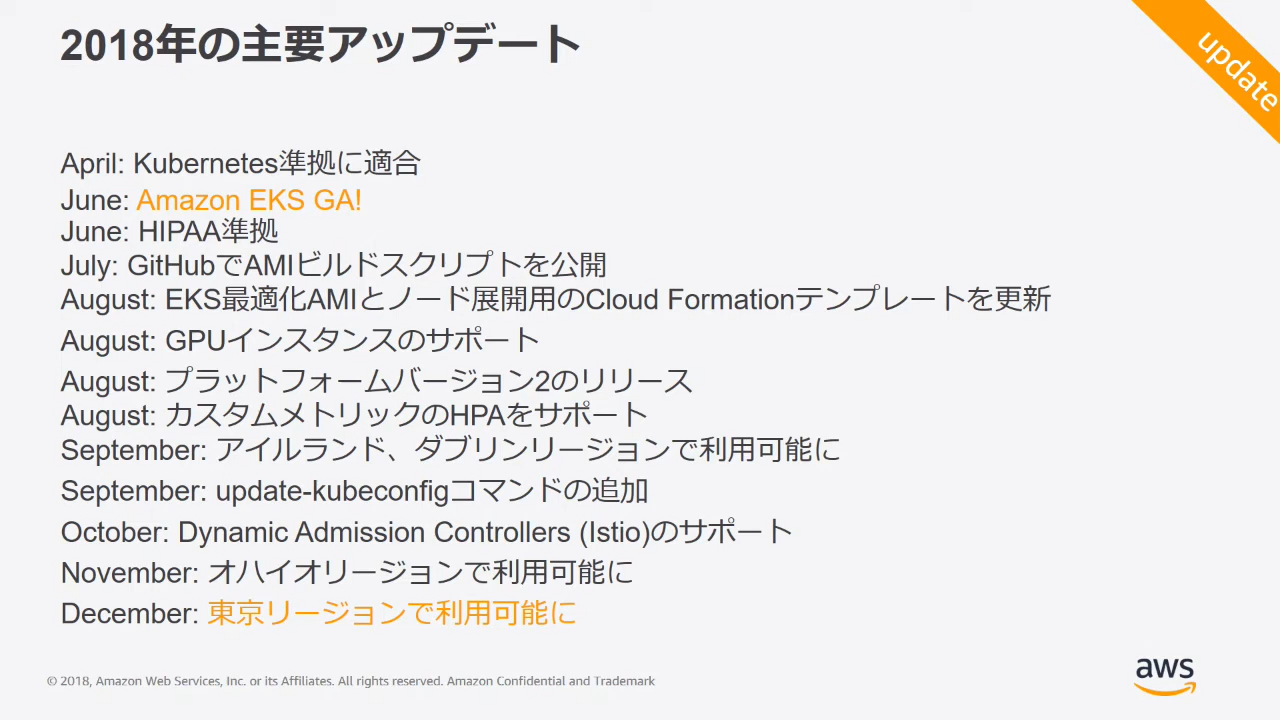 2018年の主要アップデート
update
April: Kubernetes準拠に適合
June: Amazon EKS GA!
June: HIPAA準拠
July: GitHubでAMIビルドスクリプトを公開
August: EKS最適化AMIとノード展開用のCloud Formationテンプレートを更新
August: GPUインスタンスのサポート
August: プラットフォームバージョン2のリリース
August: カスタムメトリックのHPAをサポート
September: アイルランド、ダブリンリージョンで利用可能に
September: update-kubeconfigコマンドの追加
October: Dynamic Admission Controllers (Istio)のサポート
November: オハイオリージョンで利用可能に
December: 東京リージョンで利用可能に
© 2018, Amazon Web Services, Inc. or its Affiliates. All rights reserved. Amazon Confidential and Trademark
aws